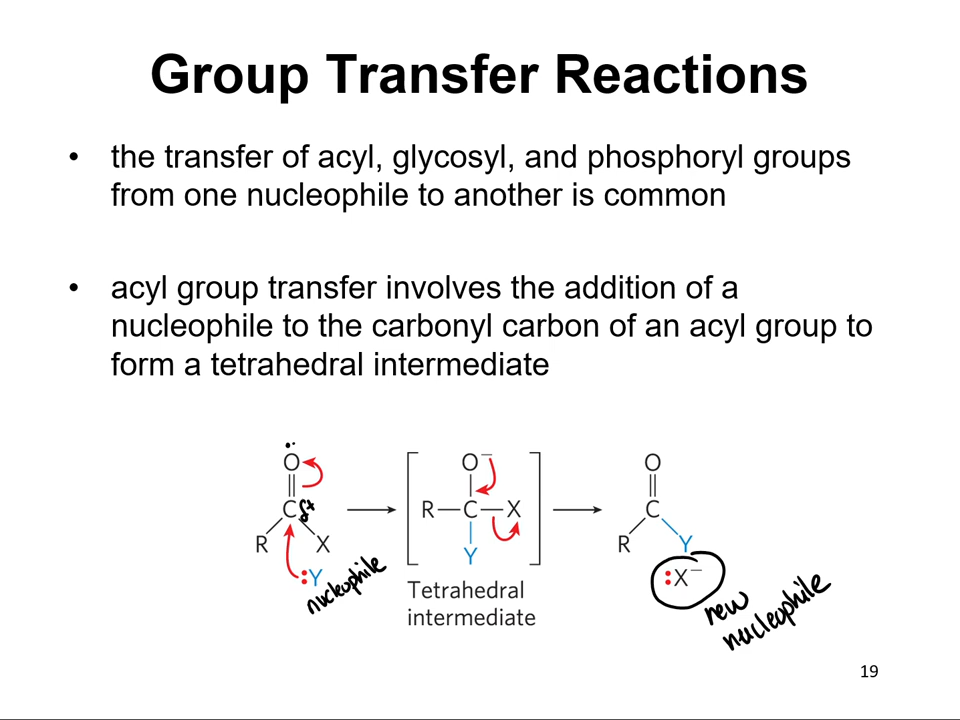 Group Transfer Reactions
• the transfer of acyl, glycosyl, and phosphoryl groups
from one nucleophile to another is common
• acyl group transfer involves the addition of a
nucleophile to the carbonyl carbon of an acyl group to
form a tetrahedral intermediate
O
C δ+
R X
:Y
nucleophile
O−
R—C—X
Y
Tetrahedral
intermediate
O
C
R Y
:X−
new
nucleophile
19